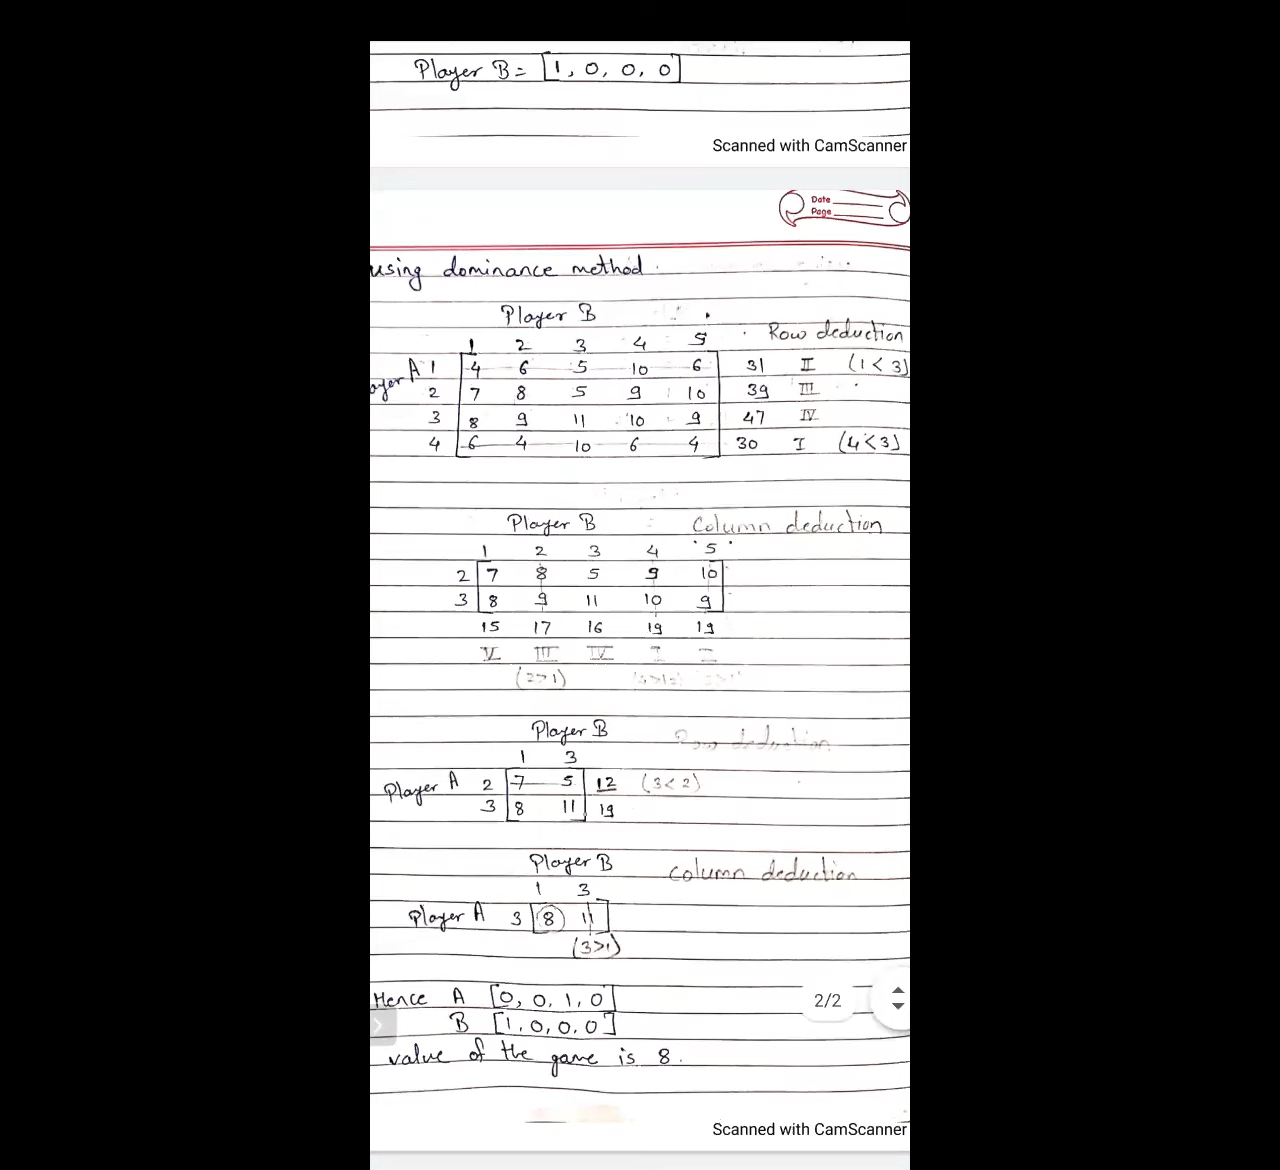 Player B = [1, 0, 0, 0]
Scanned with CamScanner
Date
Page
using dominance method.
Player B
1 2 3 4 5 Row deduction
ayer A 1 4 6 5 10 6 31 II (1 < 3)
2 7 8 5 9 10 39 III
3 8 9 11 10 9 47 IV
4 6 4 10 6 4 30 I (4 < 3)
Player B Column deduction
1 2 3 4 5
2 7 8 5 9 10
3 8 9 11 10 9
15 17 16 19 19
V III IV I
(2>1)
Player B Row deduction
1 3
Player A 2 7 5 12 (3 < 2)
3 8 11 19
Player B column deduction
1 3
Player A 3 8 11
(3>1)
Hence A [0, 0, 1, 0]
2/2
B [1, 0, 0, 0]
value of the game is 8.
Scanned with CamScanner